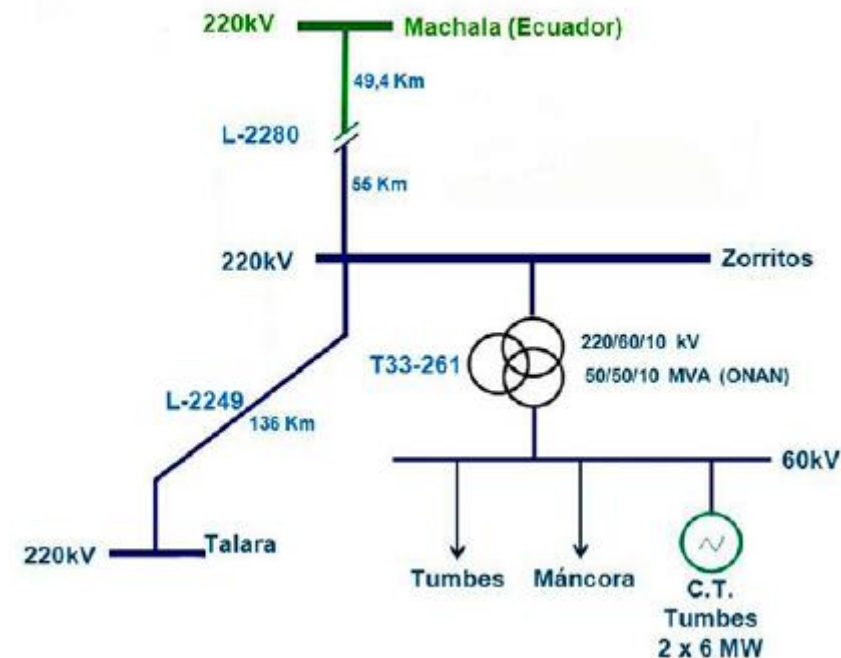 220kV Machala (Ecuador)
49,4 Km
L-2280
55 Km
220kV Zorritos
220/60/10 kV
T33-261
50/50/10 MVA (ONAN)
L-2249
136 Km
60kV
220kV Talara
Tumbes Máncora
C.T.
Tumbes
2 x 6 MW